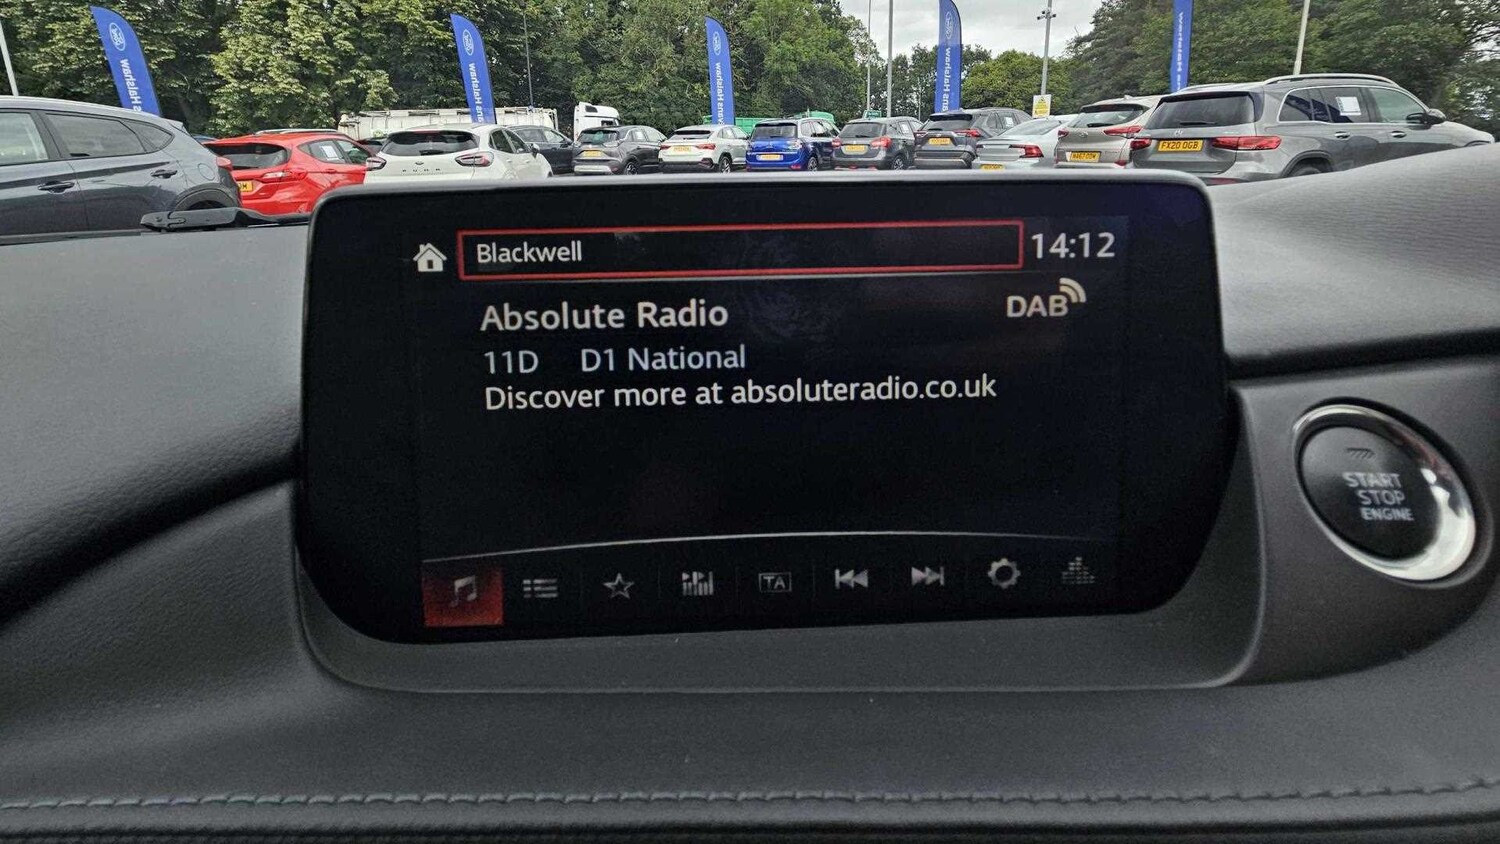 Blackwell
14:12
Absolute Radio
DAB
11D D1 National
Discover more at absoluteradio.co.uk
TA
START
STOP
ENGINE
FX20 OGB
PUMA